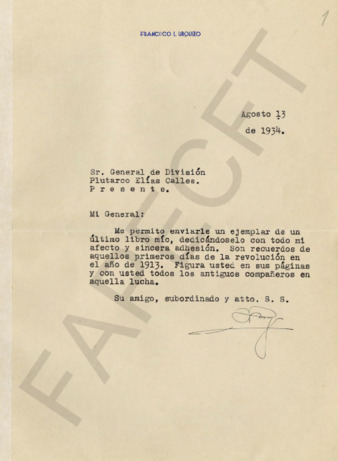 1
FRANCISCO L. URQUIZO
Agosto 13
de 1934.
Sr. General de División
Plutarco Elías Calles.
P r e s e n t e.
Mi General:
Me permito enviarle un ejemplar de un
último libro mío, dedicándoselo con todo mi
afecto y sincera adhesión. Son recuerdos de
aquellos primeros días de la revolución en
el año de 1913. Figura usted en sus páginas
y con usted todos los antiguos compañeros en
aquella lucha.
Su amigo, subordinado y atto. S. S.
FAPECFT